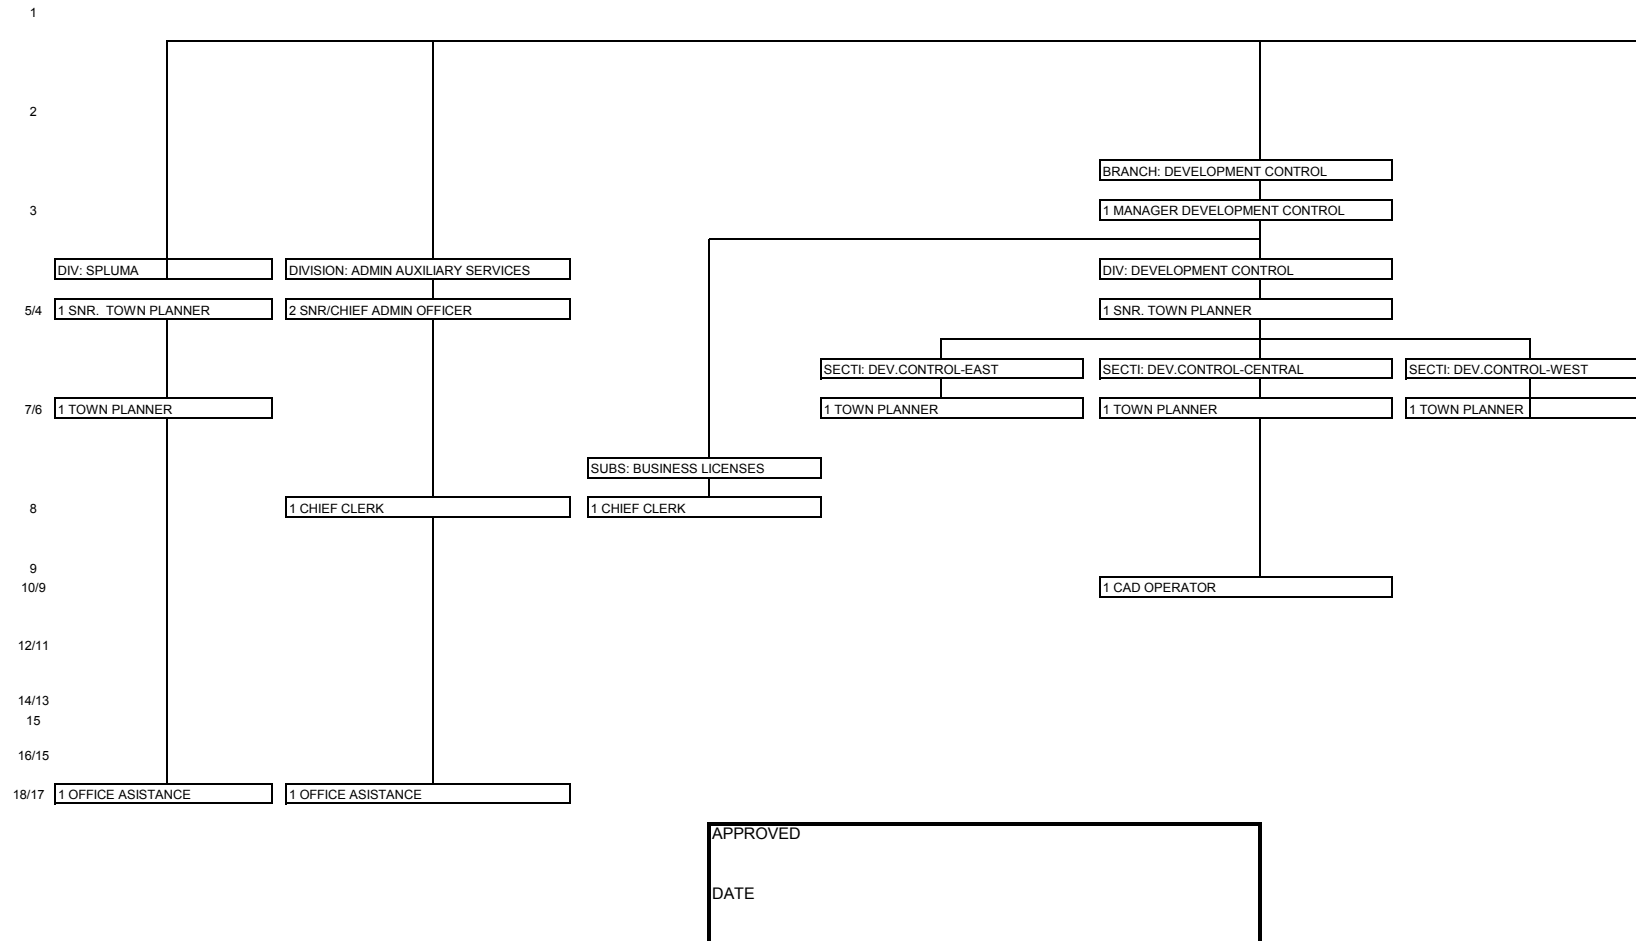 1
2
BRANCH: DEVELOPMENT CONTROL
3 1 MANAGER DEVELOPMENT CONTROL
DIV: SPLUMA DIVISION: ADMIN AUXILIARY SERVICES DIV: DEVELOPMENT CONTROL
5/4 1 SNR. TOWN PLANNER 2 SNR/CHIEF ADMIN OFFICER 1 SNR. TOWN PLANNER
SECTI: DEV.CONTROL-EAST SECTI: DEV.CONTROL-CENTRAL SECTI: DEV.CONTROL-WEST
7/6 1 TOWN PLANNER 1 TOWN PLANNER 1 TOWN PLANNER 1 TOWN PLANNER
SUBS: BUSINESS LICENSES
8 1 CHIEF CLERK 1 CHIEF CLERK
9
10/9 1 CAD OPERATOR
12/11
14/13
15
16/15
18/17 1 OFFICE ASISTANCE 1 OFFICE ASISTANCE
APPROVED
DATE